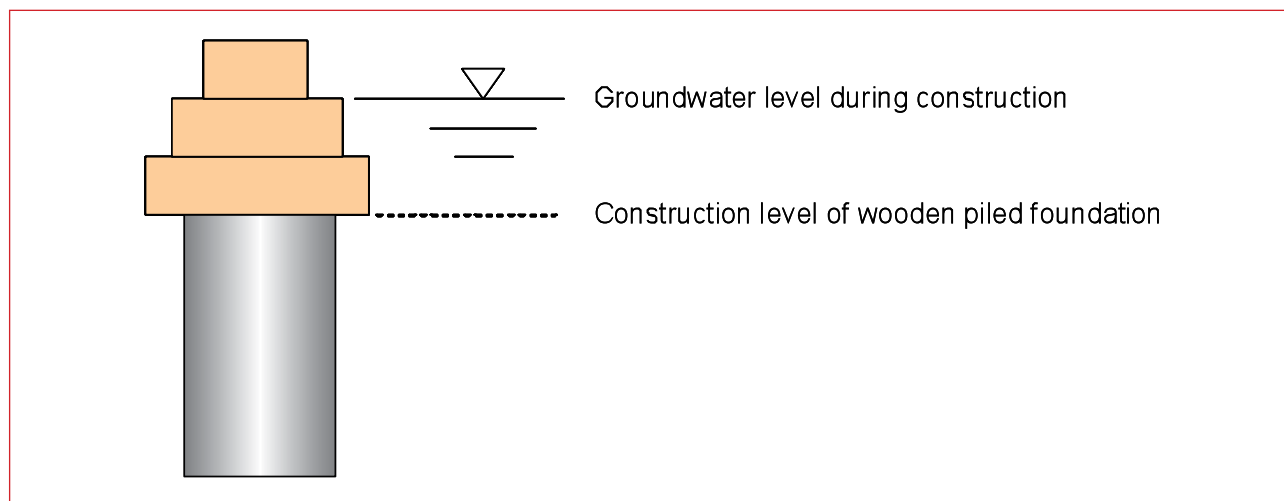 Groundwater level during construction
Construction level of wooden piled foundation